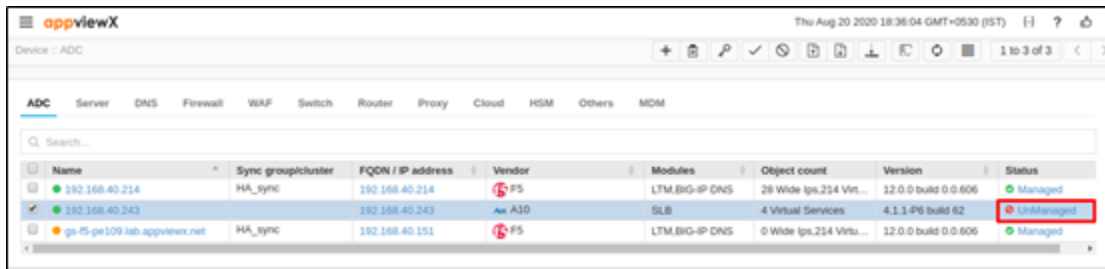 appviewX
Thu Aug 20 2020 18:36:04 GMT+0530 (IST)
Device :: ADC
1 to 3 of 3
ADC Server DNS Firewall WAF Switch Router Proxy Cloud HSM Others MDM
Search...
Name Sync group/cluster FQDN / IP address Vendor Modules Object count Version Status
192.168.40.214 HA_sync 192.168.40.214 F5 LTM,BIG-IP DNS 28 Wide Ips,214 Virt... 12.0.0 build 0.0.606 Managed
192.168.40.243 192.168.40.243 A10 SLB 4 Virtual Services 4.1.1-P6 build 62 UnManaged
gs-f5-pe109.lab.appviewx.net HA_sync 192.168.40.151 F5 LTM,BIG-IP DNS 0 Wide Ips,214 Virtu... 12.0.0 build 0.0.606 Managed